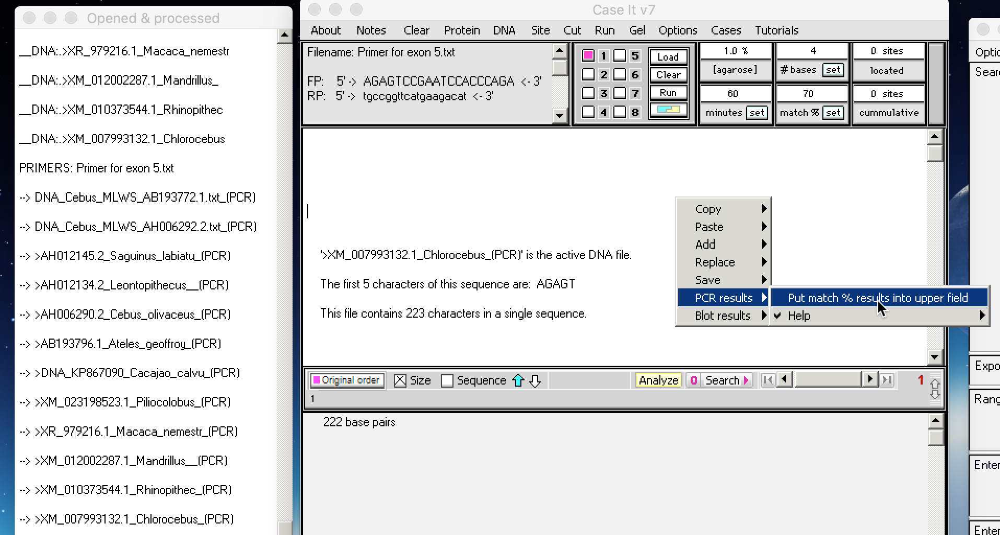 Opened & processed
__DNA:.>XR_979216.1_Macaca_nemestr
__DNA:.>XM_012002287.1_Mandrillus_
__DNA:.>XM_010373544.1_Rhinopithec
__DNA:.>XM_007993132.1_Chlorocebus
PRIMERS: Primer for exon 5.txt
--> DNA_Cebus_MLWS_AB193772.1.txt_(PCR)
--> DNA_Cebus_MLWS_AH006292.2.txt_(PCR)
--> >AH012145.2_Saguinus_labiatu_(PCR)
--> >AH012134.2_Leontopithecus__(PCR)
--> >AH006290.2_Cebus_olivaceus_(PCR)
--> >AB193796.1_Ateles_geoffroy_(PCR)
--> >DNA_KP867090_Cacajao_calvu_(PCR)
--> >XM_023198523.1_Piliocolobus_(PCR)
--> >XR_979216.1_Macaca_nemestr_(PCR)
--> >XM_012002287.1_Mandrillus__(PCR)
--> >XM_010373544.1_Rhinopithec_(PCR)
--> >XM_007993132.1_Chlorocebus_(PCR)
Case It v7
About Notes Clear Protein DNA Site Cut Run Gel Options Cases Tutorials
Filename: Primer for exon 5.txt
FP: 5' -> AGAGTCCGAATCCACCCAGA <- 3'
RP: 5' -> tgccggttcatgaagacat <- 3'
1 5 Load
2 6 Clear
3 7 Run
4 8
1.0 % 4 0 sites
[agarose] # bases set located
60 70 0 sites
minutes set match % set cummulative
'>XM_007993132.1_Chlorocebus_(PCR)' is the active DNA file.
The first 5 characters of this sequence are: AGAGT
This file contains 223 characters in a single sequence.
Copy
Paste
Add
Replace
Save
PCR results
Blot results
Put match % results into upper field
Help
Original order Size Sequence Analyze 0 Search 1
1
222 base pairs
Optic
Sear
Expo
Rang
Enter
Enter